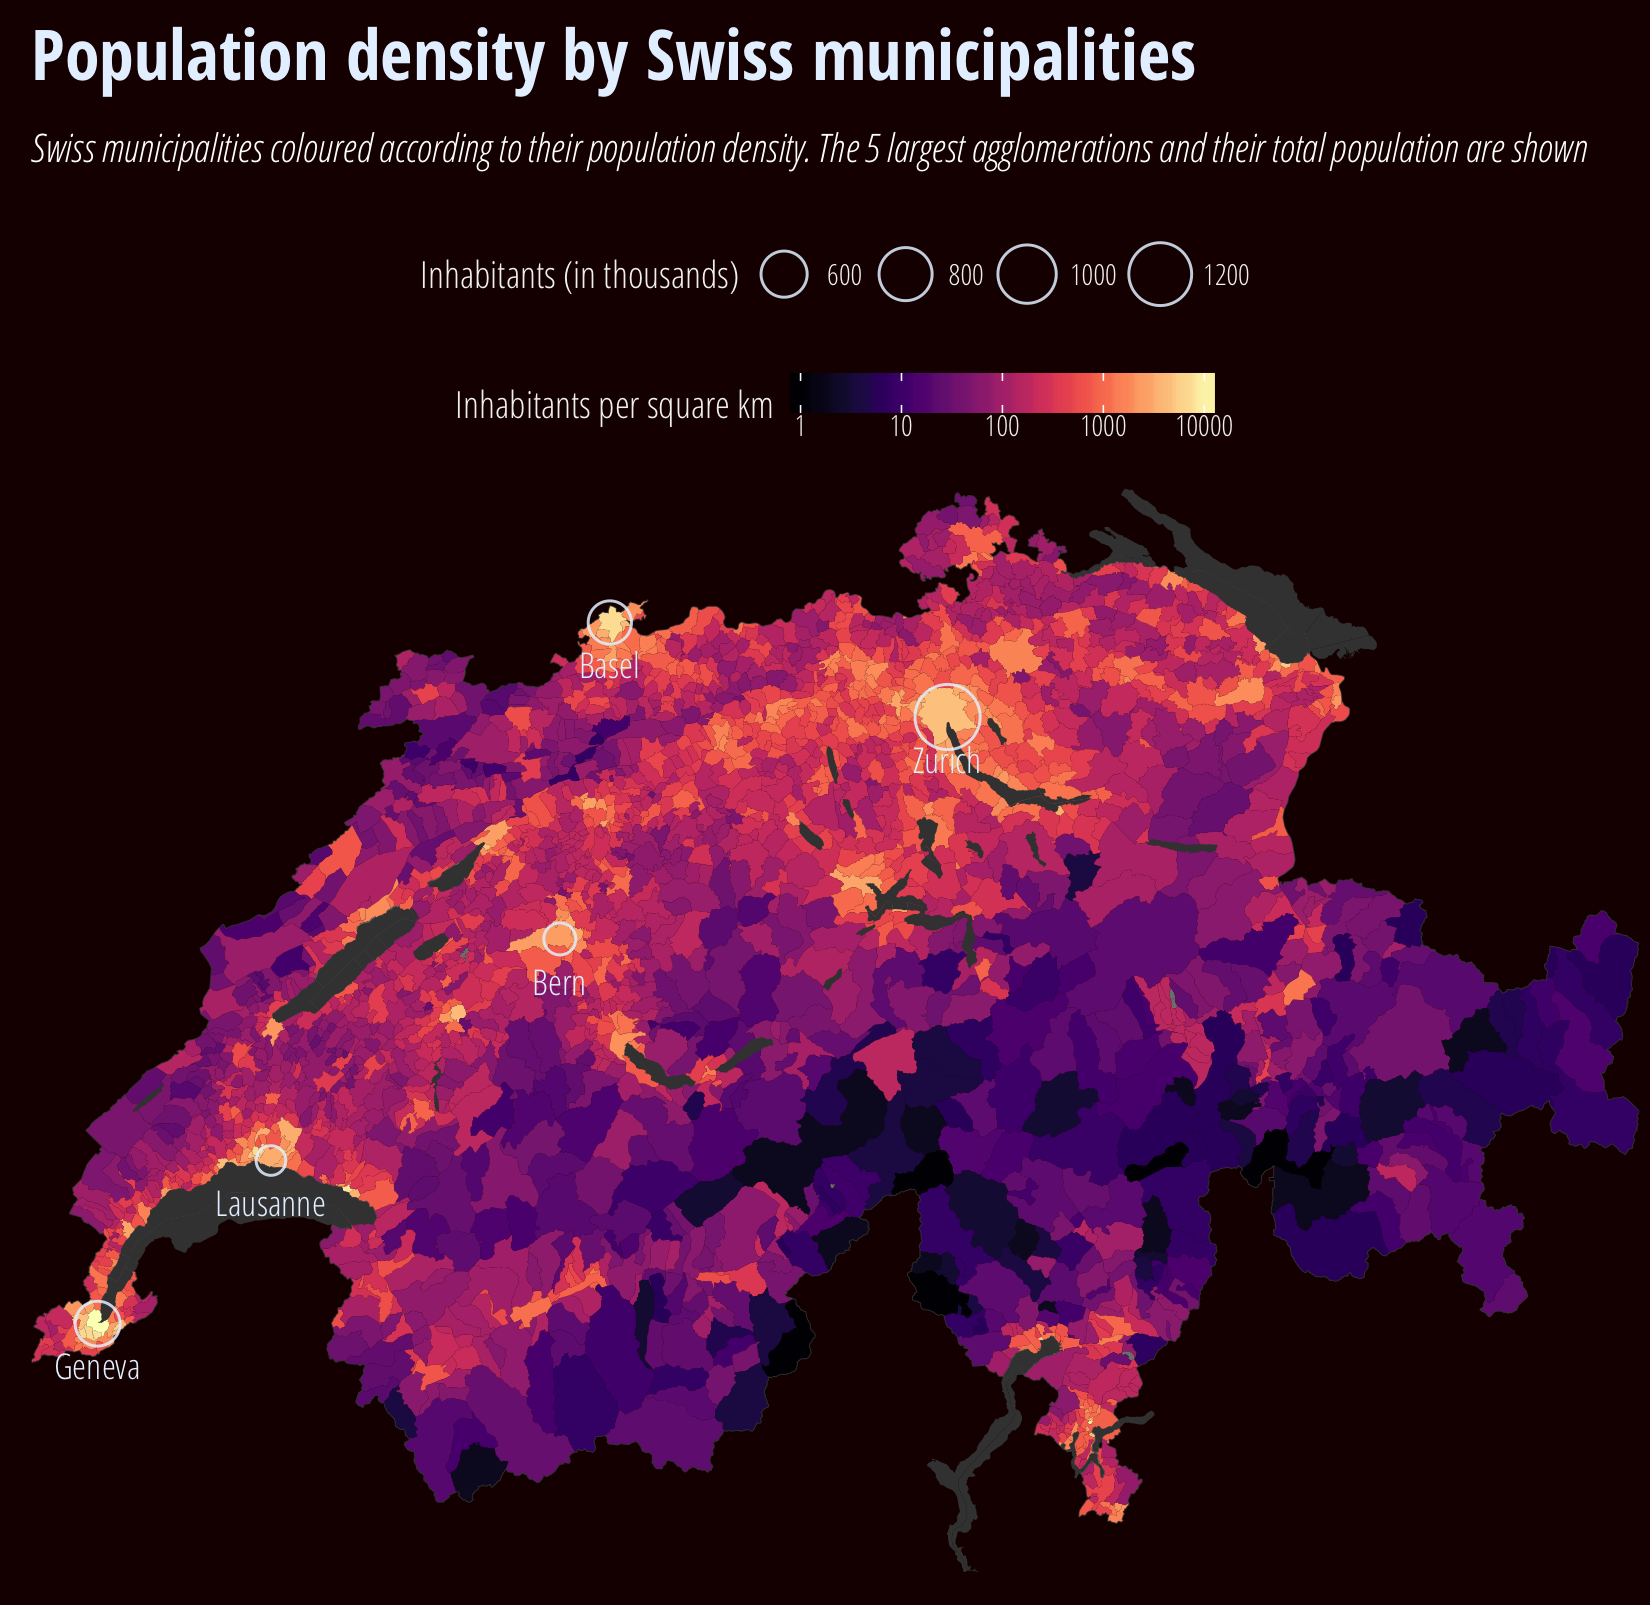 Population density by Swiss municipalities
Swiss municipalities coloured according to their population density. The 5 largest agglomerations and their total population are shown
Inhabitants (in thousands) 600 800 1000 1200
Inhabitants per square km
1 10 100 1000 10000
Basel
Zurich
Bern
Lausanne
Geneva